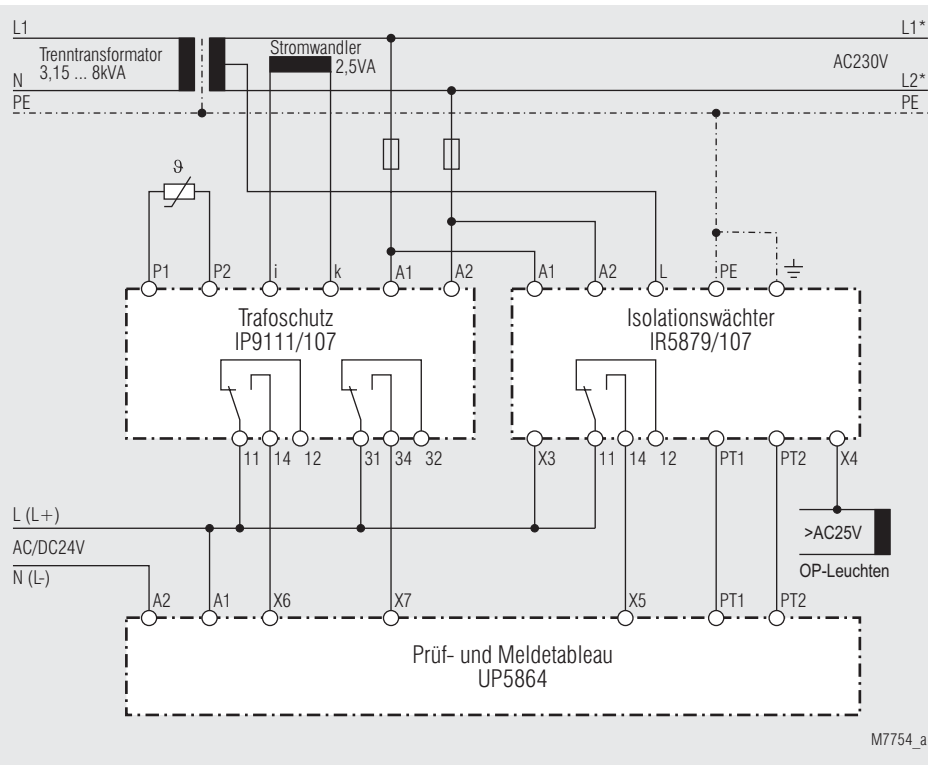 L1
L1*
Trenntransformator
3,15 ... 8kVA
Stromwandler
2,5VA
AC230V
N
L2*
PE
PE
ϑ
P1
P2
i
k
A1
A2
A1
A2
L
PE
Trafoschutz
IP9111/107
Isolationswächter
IR5879/107
11
14
12
31
34
32
X3
11
14
12
PT1
PT2
X4
L (L+)
AC/DC24V
N (L-)
>AC25V
OP-Leuchten
A2
A1
X6
X7
X5
PT1
PT2
Prüf- und Meldetableau
UP5864
M7754_a